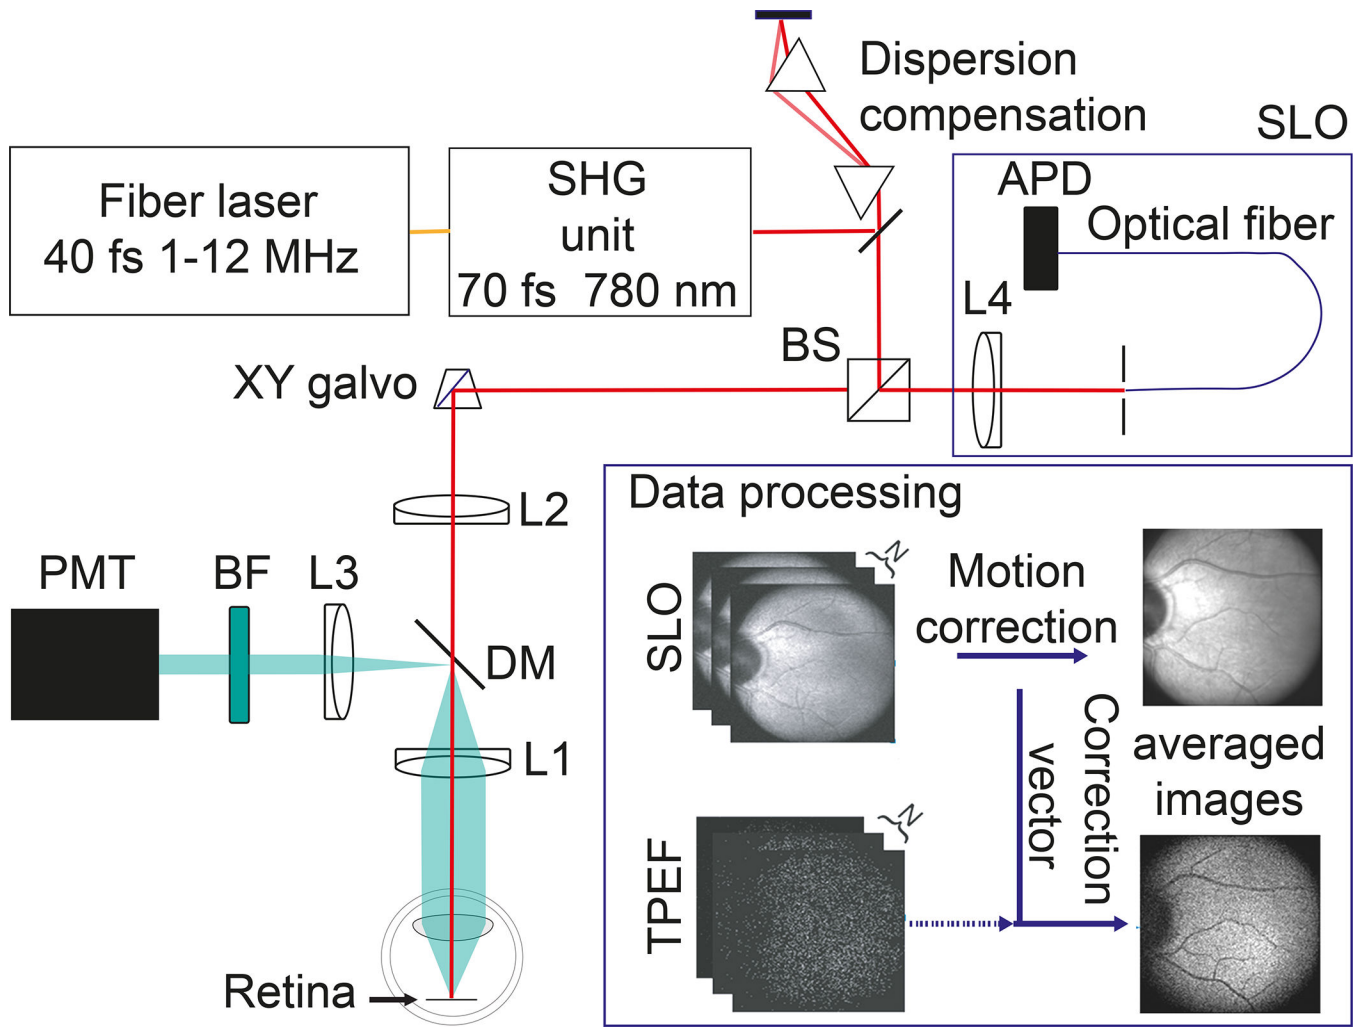 Dispersion
compensation
SLO
Fiber laser
40 fs 1-12 MHz
SHG
unit
70 fs 780 nm
APD
Optical fiber
L4
BS
XY galvo
L2
PMT
BF
L3
DM
L1
Retina
Data processing
SLO
N
Motion
correction
Correction
vector
averaged
images
TPEF
N